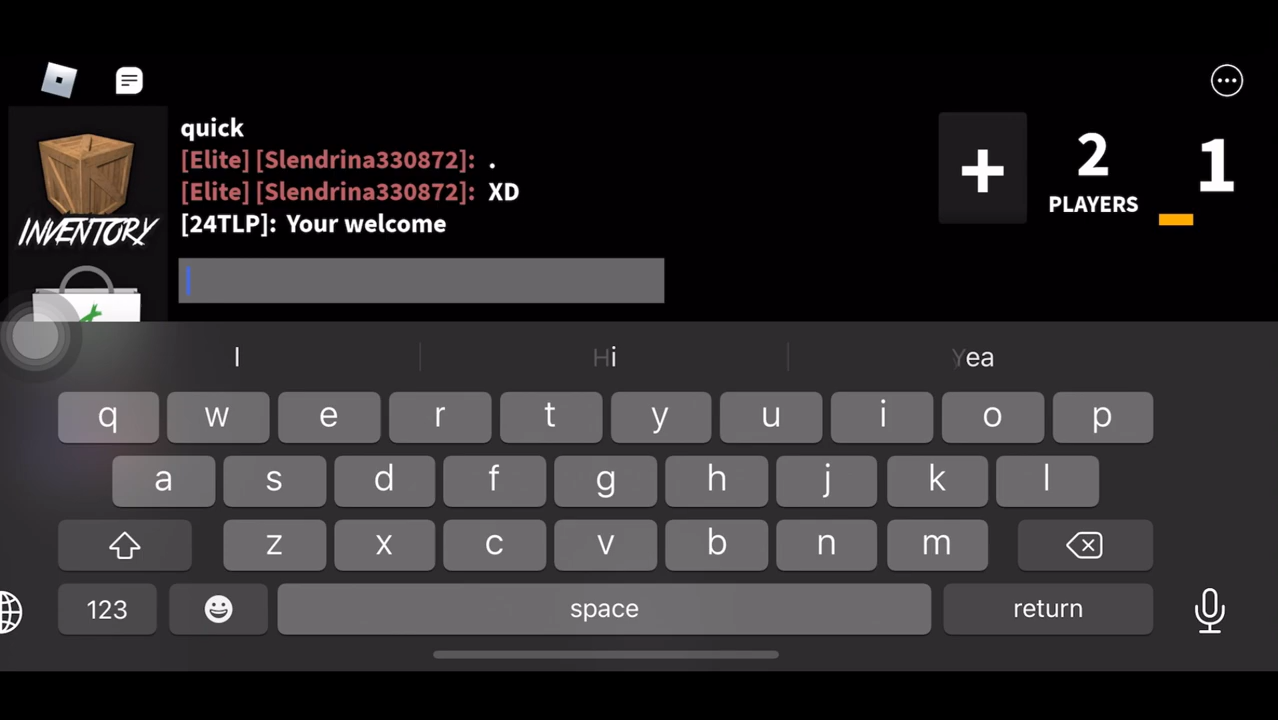 quick
[Elite] [Slendrina330872]: .
[Elite] [Slendrina330872]: XD
[24TLP]: Your welcome
INVENTORY
2
PLAYERS
1
I
Hi
Yea
q w e r t y u i o p
a s d f g h j k l
z x c v b n m
123
space
return